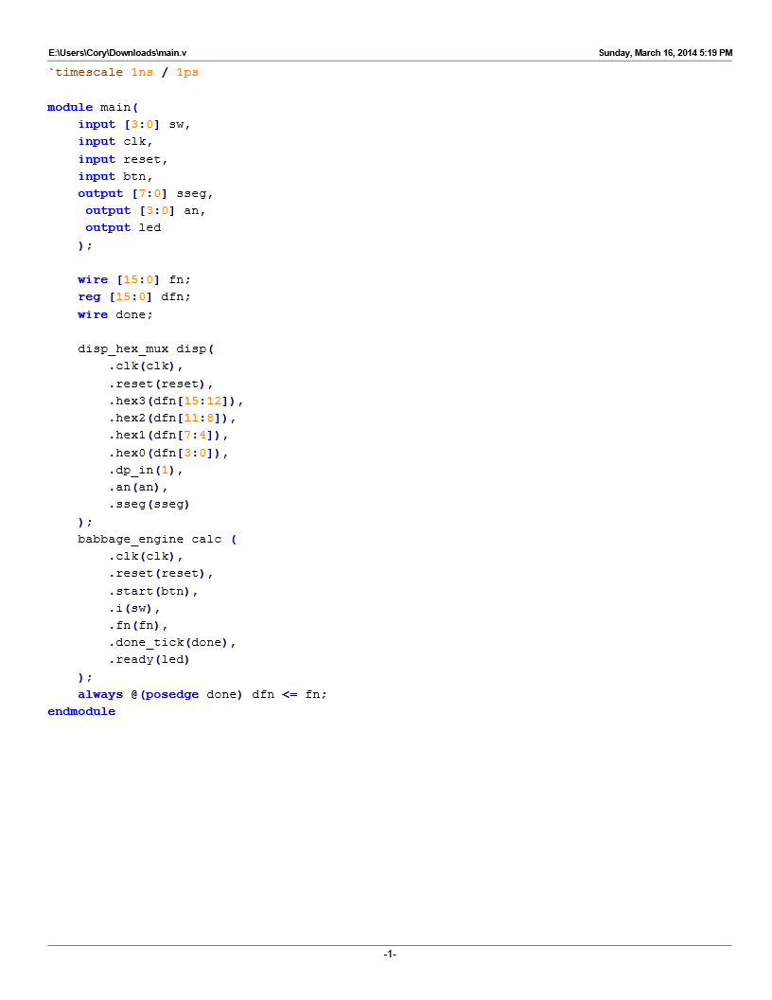 E:\Users\Cory\Downloads\main.v Sunday, March 16, 2014 5:19 PM
`timescale 1ns / 1ps

module main(
    input [3:0] sw,
    input clk,
    input reset,
    input btn,
    output [7:0] sseg,
     output [3:0] an,
     output led
    );

    wire [15:0] fn;
    reg [15:0] dfn;
    wire done;

    disp_hex_mux disp(
        .clk(clk),
        .reset(reset),
        .hex3(dfn[15:12]),
        .hex2(dfn[11:8]),
        .hex1(dfn[7:4]),
        .hex0(dfn[3:0]),
        .dp_in(1),
        .an(an),
        .sseg(sseg)
    );
    babbage_engine calc (
        .clk(clk),
        .reset(reset),
        .start(btn),
        .i(sw),
        .fn(fn),
        .done_tick(done),
        .ready(led)
    );
    always @(posedge done) dfn <= fn;
endmodule
-1-